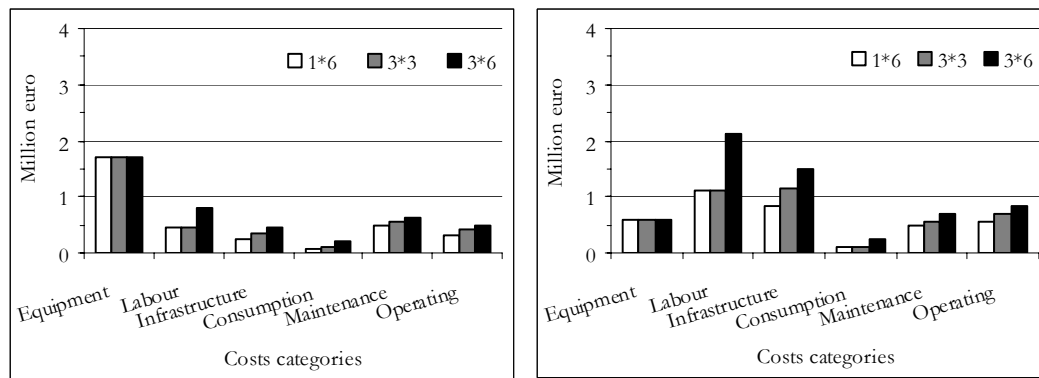 4
3
2
1
0
Million euro
1*6 3*3 3*6
Equipment
Labour
Infrastructure
Consumption
Maintenance
Operating
Costs categories
4
3
2
1
0
Million euro
1*6 3*3 3*6
Equipment
Labour
Infrastructure
Consumption
Maintenance
Operating
Costs categories